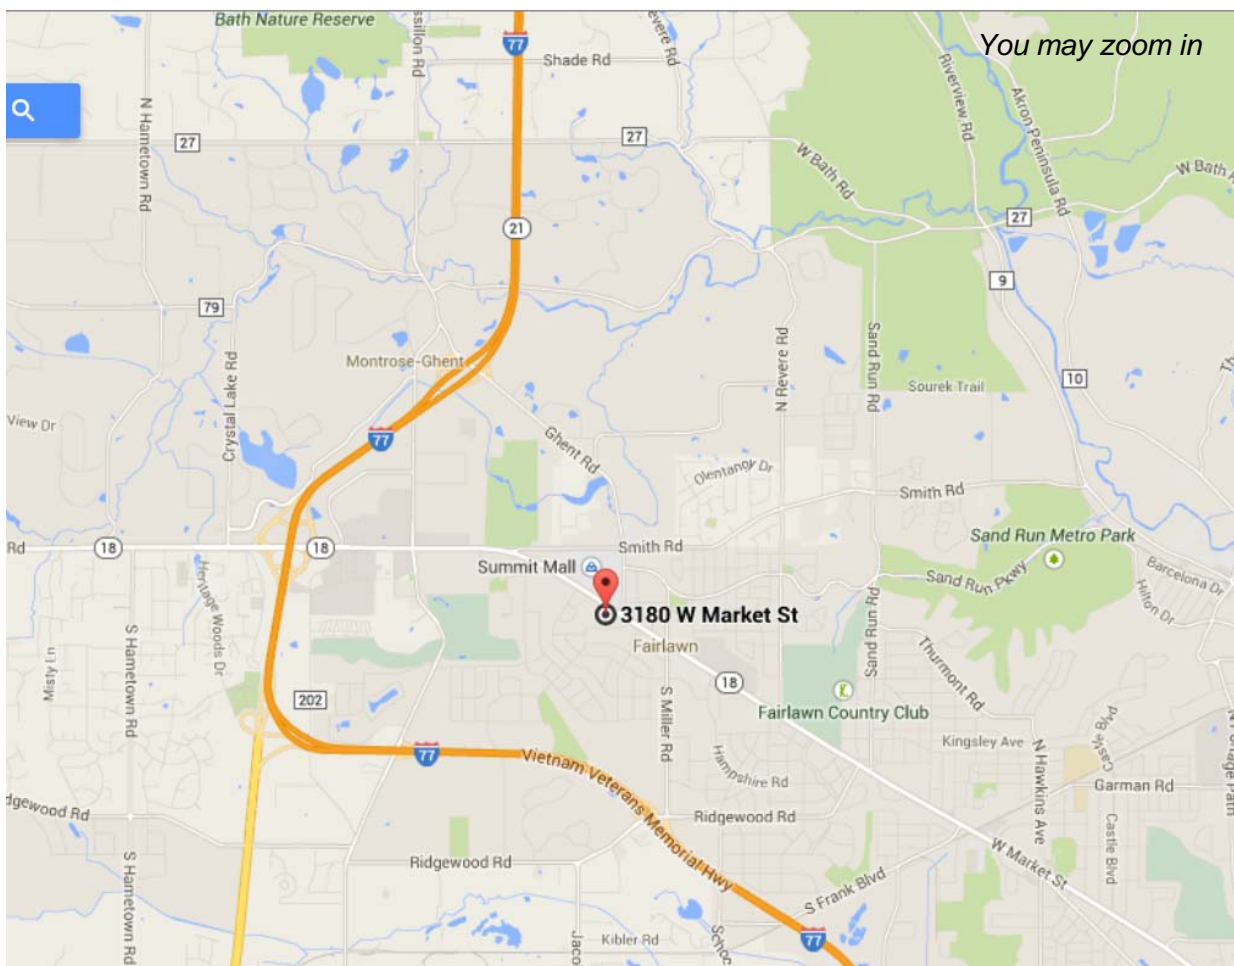 Bath Nature Reserve
You may zoom in
77
Shade Rd
Riverview Rd
Akron Peninsula Rd
N Hametown Rd
27
27
W Bath Rd
27
21
9
79
Montrose-Ghent
Crystal Lake Rd
N Revere Rd
Sand Run Rd
Sourek Trail
10
View Dr
77
Ghent Rd
Smith Rd
Sand Run Metro Park
Rd
18
18
Smith Rd
Summit Mall
Sand Run Pkwy
Barcelona Dr
Hilton Dr
Heritage Woods Dr
3180 W Market St
Fairlawn
Misty Ln
S Hametown Rd
Sand Run Rd
Thurmont Rd
18
202
S Miller Rd
Fairlawn Country Club
Kingsley Ave
Castle Blvd
77
Vietnam Veterans Memorial Hwy
Hampshire Rd
N Hawkins Ave
Garman Rd
Ridgewood Rd
Castle Blvd
W Market St
Ridgewood Rd
S Hametown Rd
S Frank Blvd
Kibler Rd
77